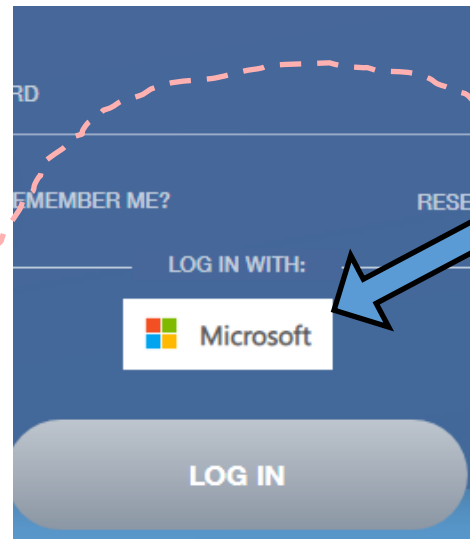 RD
EMEMBER ME?
RESE
LOG IN WITH:
Microsoft
LOG IN